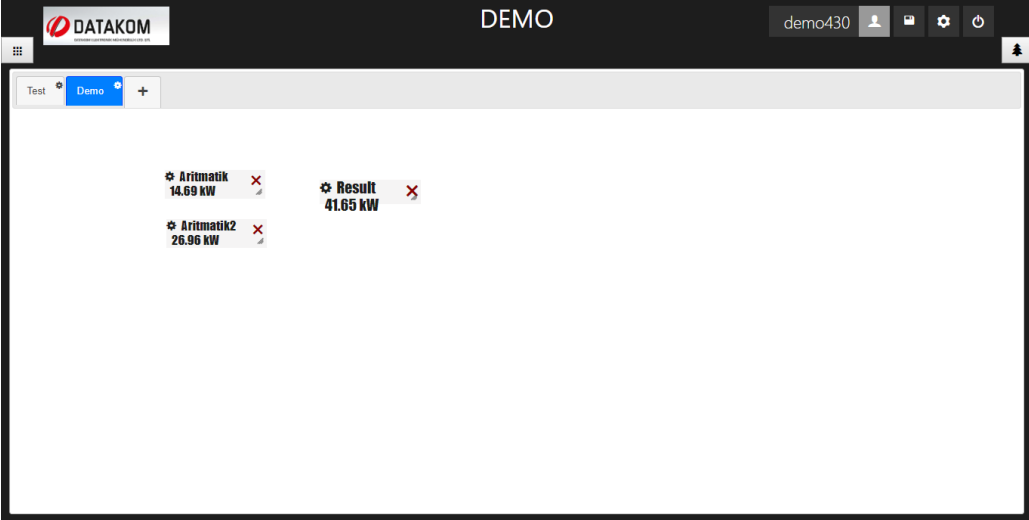 DEMO
DATAKOM
demo430
Test
Demo
+
Aritmatik
14.69 kW
Result
41.65 kW
Aritmatik2
26.96 kW